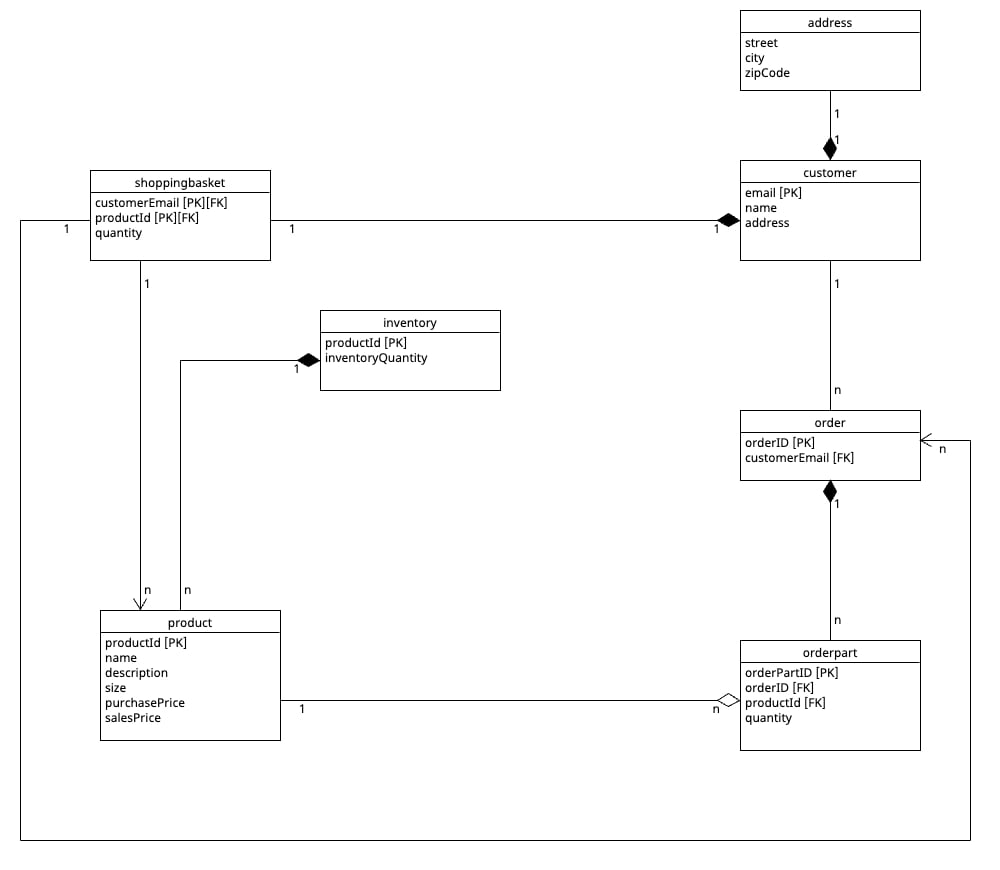 address
street
city
zipCode
1
1
customer
email [PK]
name
address
shoppingbasket
customerEmail [PK][FK]
productId [PK][FK]
quantity
1
1
1
1
1
inventory
productId [PK]
inventoryQuantity
1
n
order
orderID [PK]
customerEmail [FK]
n
1
n
n
n
product
productId [PK]
name
description
size
purchasePrice
salesPrice
orderpart
orderPartID [PK]
orderID [FK]
productId [FK]
quantity
1
n